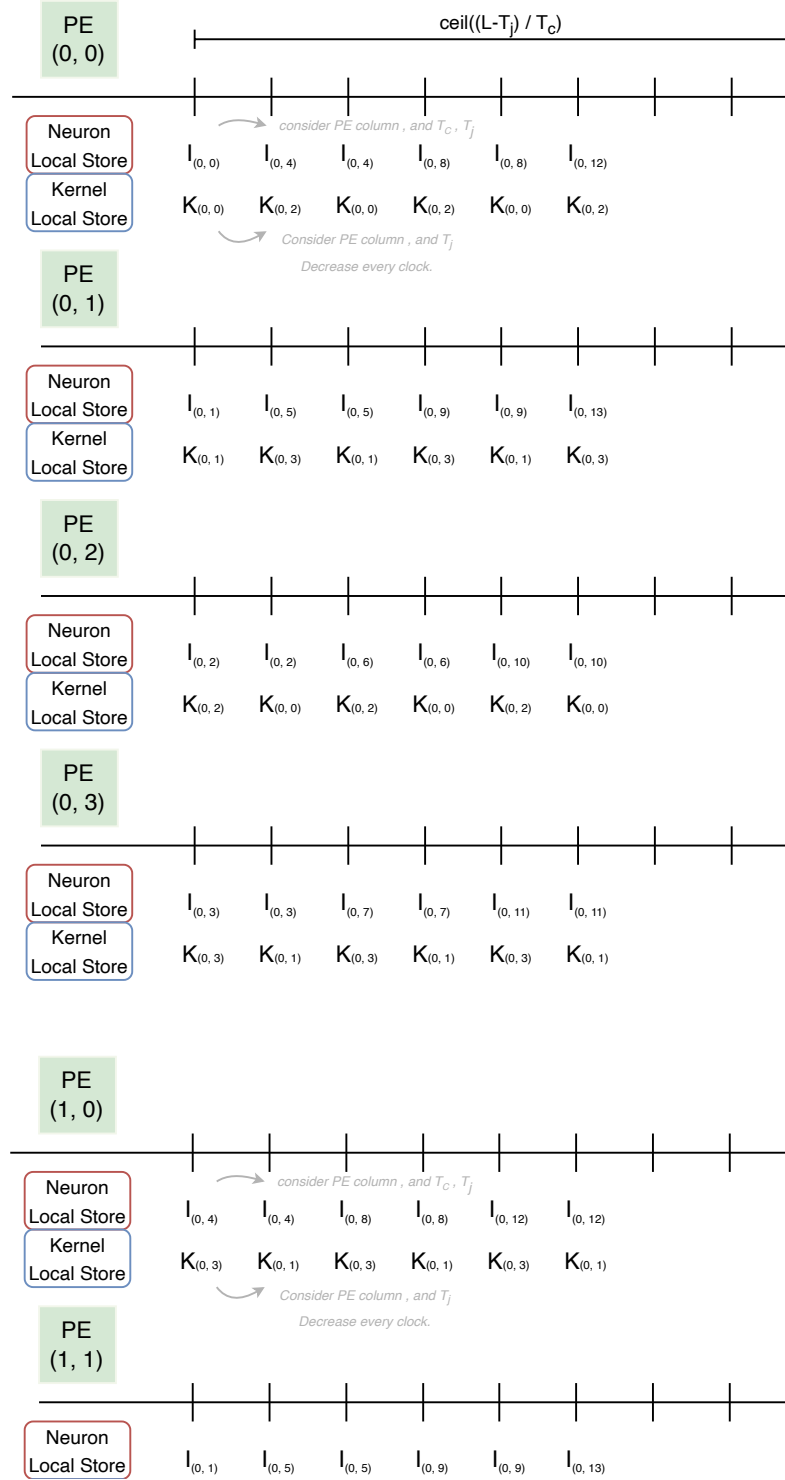 PE
(0, 0)
ceil((L-Tj) / Tc)
consider PE column , and TC , Tj
Neuron
Local Store
I(0, 0) I(0, 4) I(0, 4) I(0, 8) I(0, 8) I(0, 12)
Kernel
Local Store
K(0, 0) K(0, 2) K(0, 0) K(0, 2) K(0, 0) K(0, 2)
Consider PE column , and Tj
Decrease every clock.
PE
(0, 1)
Neuron
Local Store
I(0, 1) I(0, 5) I(0, 5) I(0, 9) I(0, 9) I(0, 13)
Kernel
Local Store
K(0, 1) K(0, 3) K(0, 1) K(0, 3) K(0, 1) K(0, 3)
PE
(0, 2)
Neuron
Local Store
I(0, 2) I(0, 2) I(0, 6) I(0, 6) I(0, 10) I(0, 10)
Kernel
Local Store
K(0, 2) K(0, 0) K(0, 2) K(0, 0) K(0, 2) K(0, 0)
PE
(0, 3)
Neuron
Local Store
I(0, 3) I(0, 3) I(0, 7) I(0, 7) I(0, 11) I(0, 11)
Kernel
Local Store
K(0, 3) K(0, 1) K(0, 3) K(0, 1) K(0, 3) K(0, 1)
PE
(1, 0)
consider PE column , and TC , Tj
Neuron
Local Store
I(0, 4) I(0, 4) I(0, 8) I(0, 8) I(0, 12) I(0, 12)
Kernel
Local Store
K(0, 3) K(0, 1) K(0, 3) K(0, 1) K(0, 3) K(0, 1)
Consider PE column , and Tj
Decrease every clock.
PE
(1, 1)
Neuron
Local Store
I(0, 1) I(0, 5) I(0, 5) I(0, 9) I(0, 9) I(0, 13)